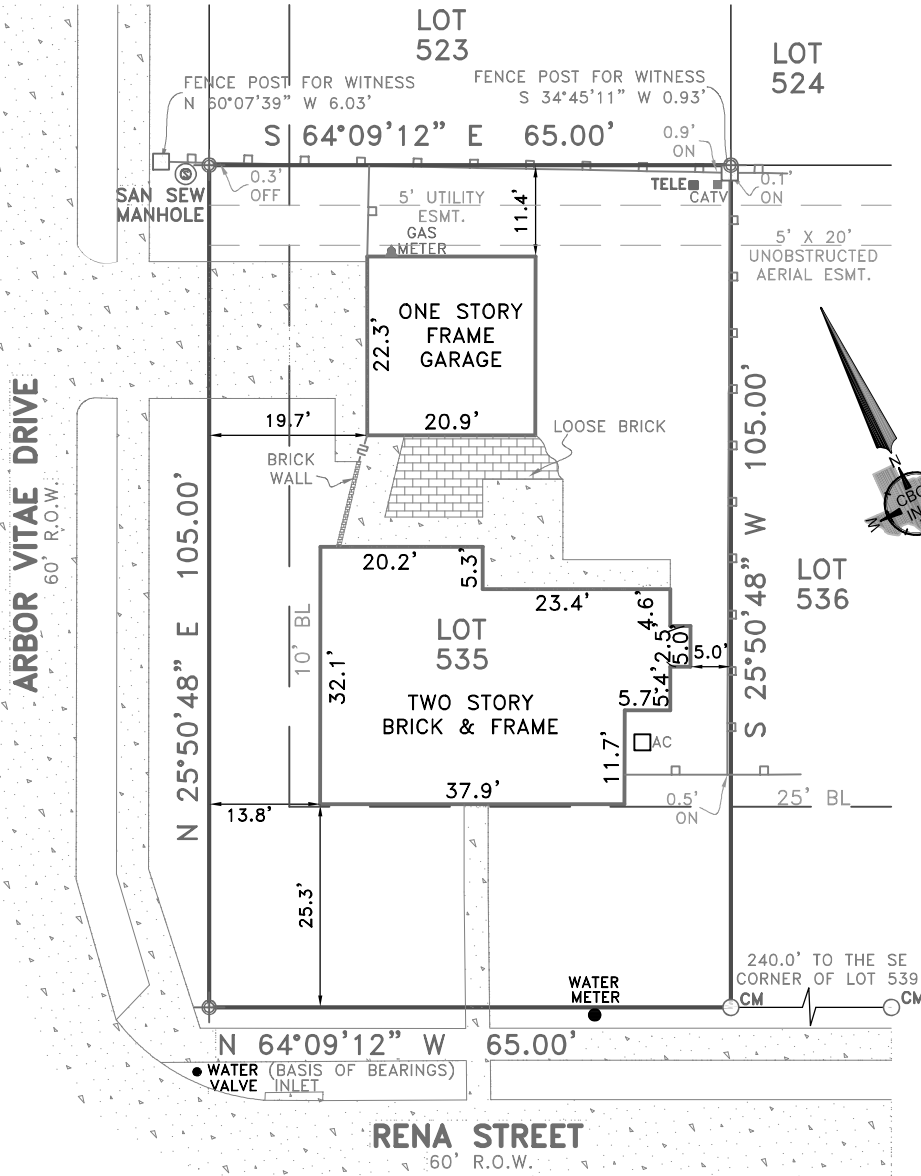 LOT
523
LOT
524
FENCE POST FOR WITNESS
N 60°07'39" W 6.03'
FENCE POST FOR WITNESS
S 34°45'11" W 0.93'
S 64°09'12" E 65.00'
0.9'
ON
0.3'
OFF
SAN SEW
MANHOLE
TELE
CATV
0.1'
ON
5' UTILITY
ESMT.
11.4'
GAS
METER
5' X 20'
UNOBSTRUCTED
AERIAL ESMT.
ONE STORY
FRAME
GARAGE
22.3'
20.9'
19.7'
LOOSE BRICK
BRICK
WALL
ARBOR VITAE DRIVE
60' R.O.W.
N 25°50'48" E 105.00'
S 25°50'48" W 105.00'
N
N
CBG
IN
20.2'
5.3'
23.4'
4.6'
2.5'
5.0'
5.0'
5.4'
5.7'
LOT
535
LOT
536
10' BL
32.1'
TWO STORY
BRICK & FRAME
AC
11.7'
37.9'
13.8'
0.5'
ON
25' BL
25.3'
240.0' TO THE SE
CORNER OF LOT 539
WATER
METER
CM
CM
N 64°09'12" W 65.00'
WATER
VALVE
(BASIS OF BEARINGS)
INLET
RENA STREET
60' R.O.W.